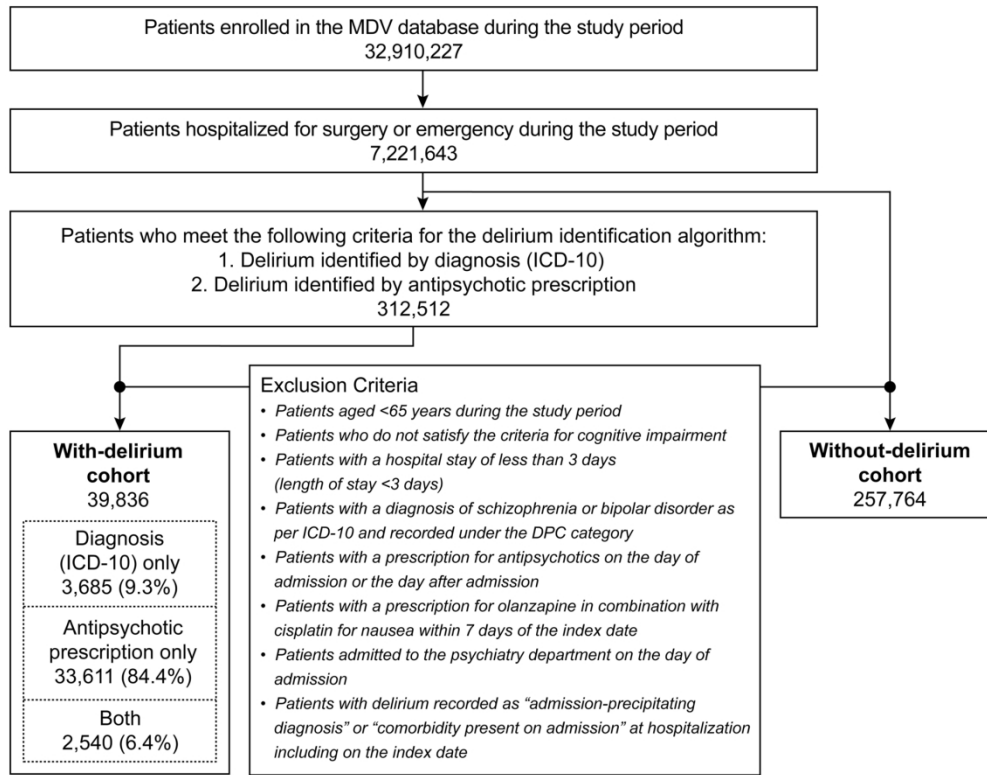 Patients enrolled in the MDV database during the study period
32,910,227
Patients hospitalized for surgery or emergency during the study period
7,221,643
Patients who meet the following criteria for the delirium identification algorithm:
1. Delirium identified by diagnosis (ICD-10)
2. Delirium identified by antipsychotic prescription
312,512
With-delirium
cohort
39,836
Diagnosis
(ICD-10) only
3,685 (9.3%)
Antipsychotic
prescription only
33,611 (84.4%)
Both
2,540 (6.4%)
Exclusion Criteria
• Patients aged <65 years during the study period
• Patients who do not satisfy the criteria for cognitive impairment
• Patients with a hospital stay of less than 3 days
(length of stay <3 days)
• Patients with a diagnosis of schizophrenia or bipolar disorder as
per ICD-10 and recorded under the DPC category
• Patients with a prescription for antipsychotics on the day of
admission or the day after admission
• Patients with a prescription for olanzapine in combination with
cisplatin for nausea within 7 days of the index date
• Patients admitted to the psychiatry department on the day of
admission
• Patients with delirium recorded as “admission-precipitating
diagnosis” or “comorbidity present on admission” at hospitalization
including on the index date
Without-delirium
cohort
257,764